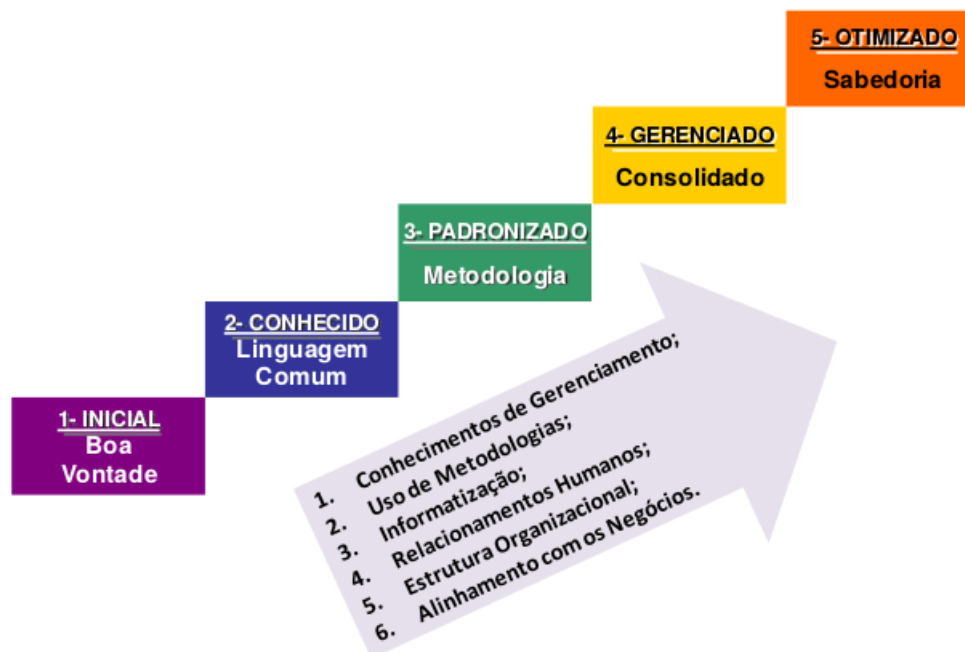 5- OTIMIZADO
Sabedoria
4- GERENCIADO
Consolidado
3- PADRONIZADO
Metodologia
2- CONHECIDO
Linguagem
Comum
1- INICIAL
Boa
Vontade
1. Conhecimentos de Gerenciamento;
2. Uso de Metodologias;
3. Informatização;
4. Relacionamentos Humanos;
5. Estrutura Organizacional;
6. Alinhamento com os Negócios.